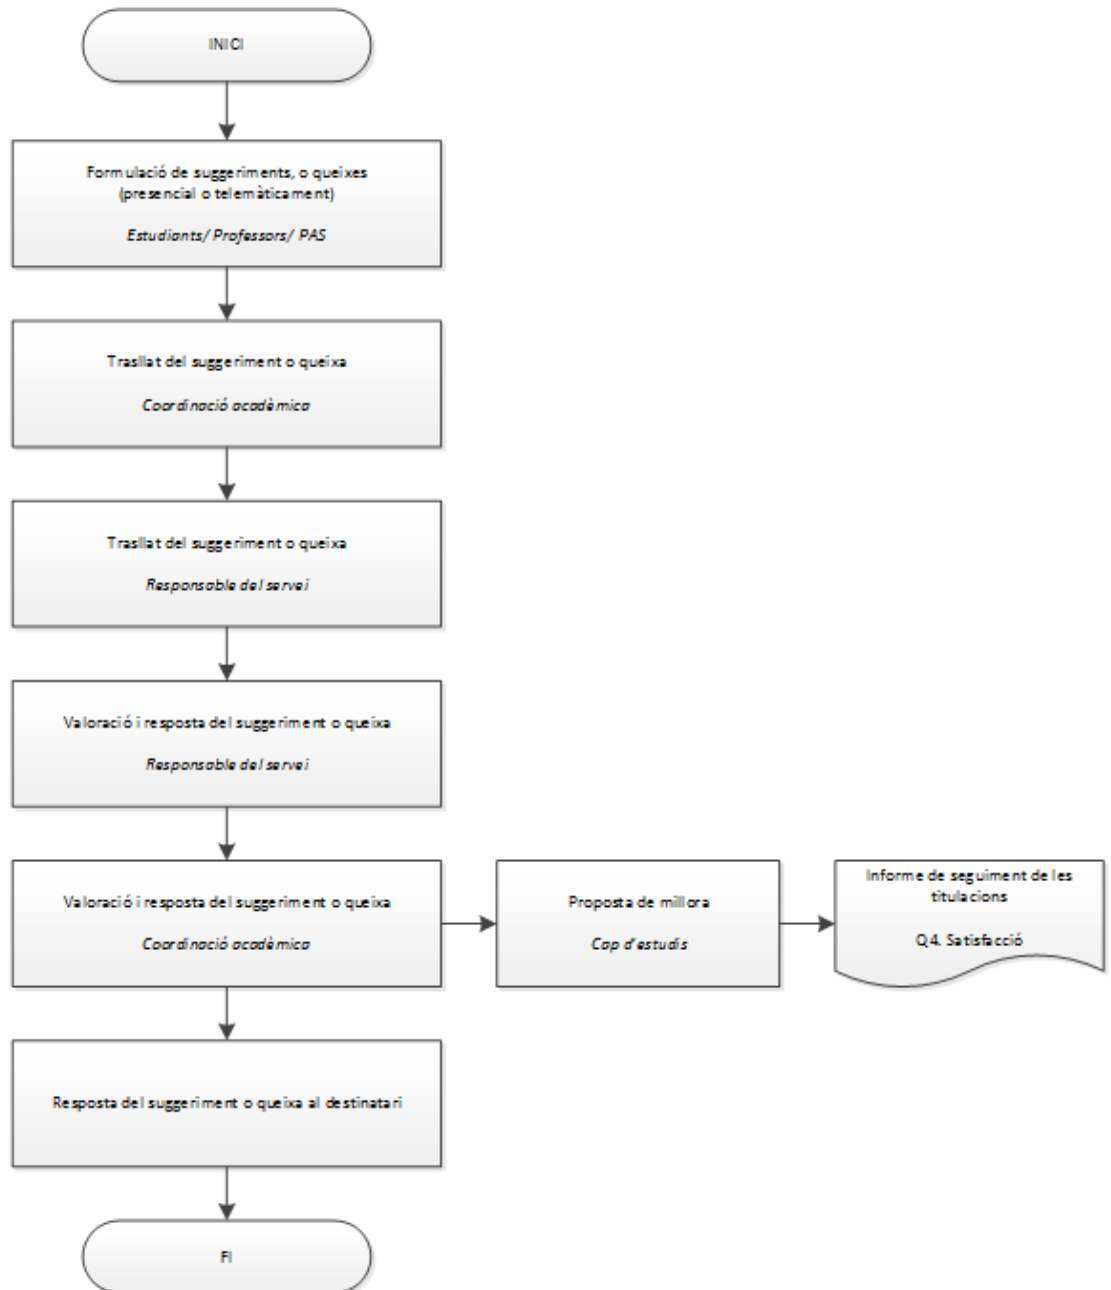 INICI
Formulació de suggeriments, o queixes
(presencial o telemàticament)
Estudiants/ Professors/ PAS
Trasllat del suggeriment o queixa
Coordinació acadèmica
Trasllat del suggeriment o queixa
Responsable del servei
Valoració i resposta del suggeriment o queixa
Responsable del servei
Valoració i resposta del suggeriment o queixa
Coordinació acadèmica
Proposta de millora
Cap d'estudis
Informe de seguiment de les
titulacions
Q4. Satisfacció
Resposta del suggeriment o queixa al destinatari
FI